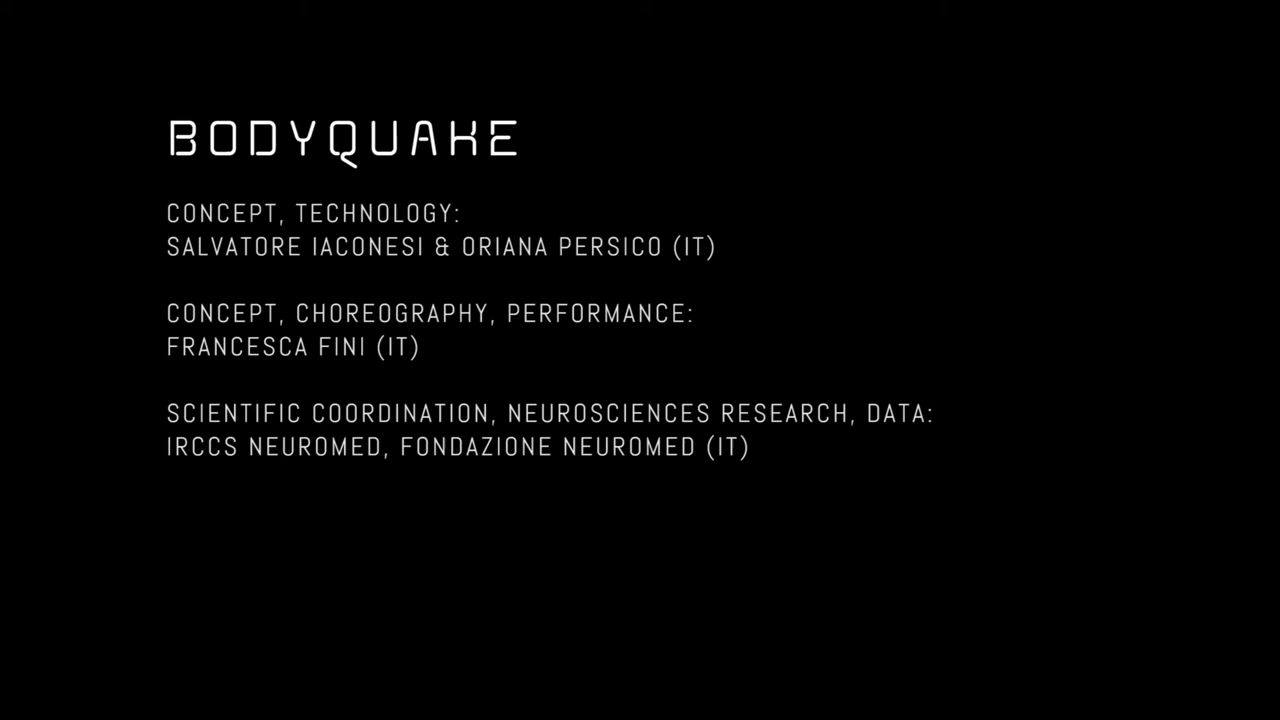 BODYQUAKE
CONCEPT, TECHNOLOGY:
SALVATORE IACONESI & ORIANA PERSICO (IT)
CONCEPT, CHOREOGRAPHY, PERFORMANCE:
FRANCESCA FINI (IT)
SCIENTIFIC COORDINATION, NEUROSCIENCES RESEARCH, DATA:
IRCCS NEUROMED, FONDAZIONE NEUROMED (IT)